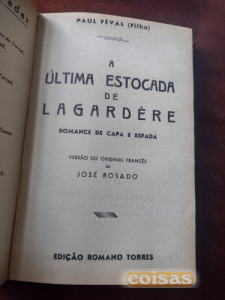 PAUL FÉVAL (Filho)
A
ÚLTIMA ESTOCADA
DE
LAGARDÈRE
ROMANCE DE CAPA E ESPADA
VERSÃO DO ORIGINAL FRANCÊS
DE
JOSÉ ROSADO
EDIÇÃO ROMANO TORRES
coisas